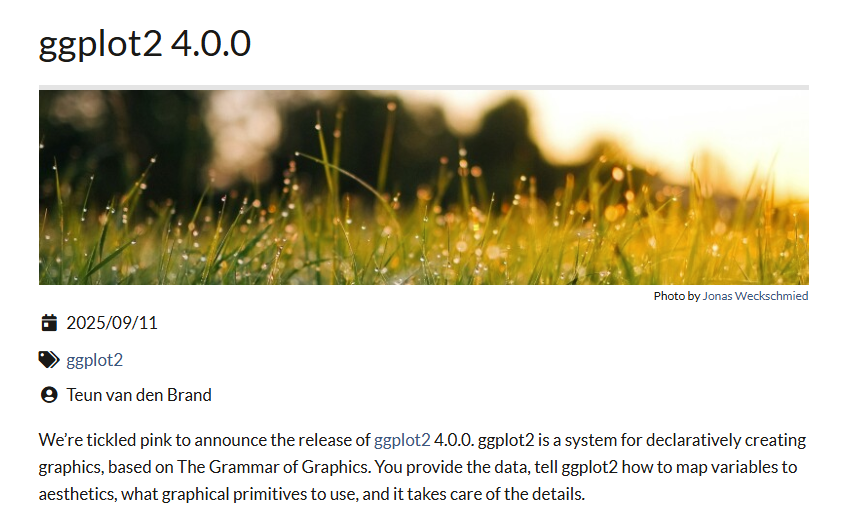 ggplot2 4.0.0
Photo by Jonas Weckschmied
2025/09/11
ggplot2
Teun van den Brand
We’re tickled pink to announce the release of ggplot2 4.0.0. ggplot2 is a system for declaratively creating
graphics, based on The Grammar of Graphics. You provide the data, tell ggplot2 how to map variables to
aesthetics, what graphical primitives to use, and it takes care of the details.